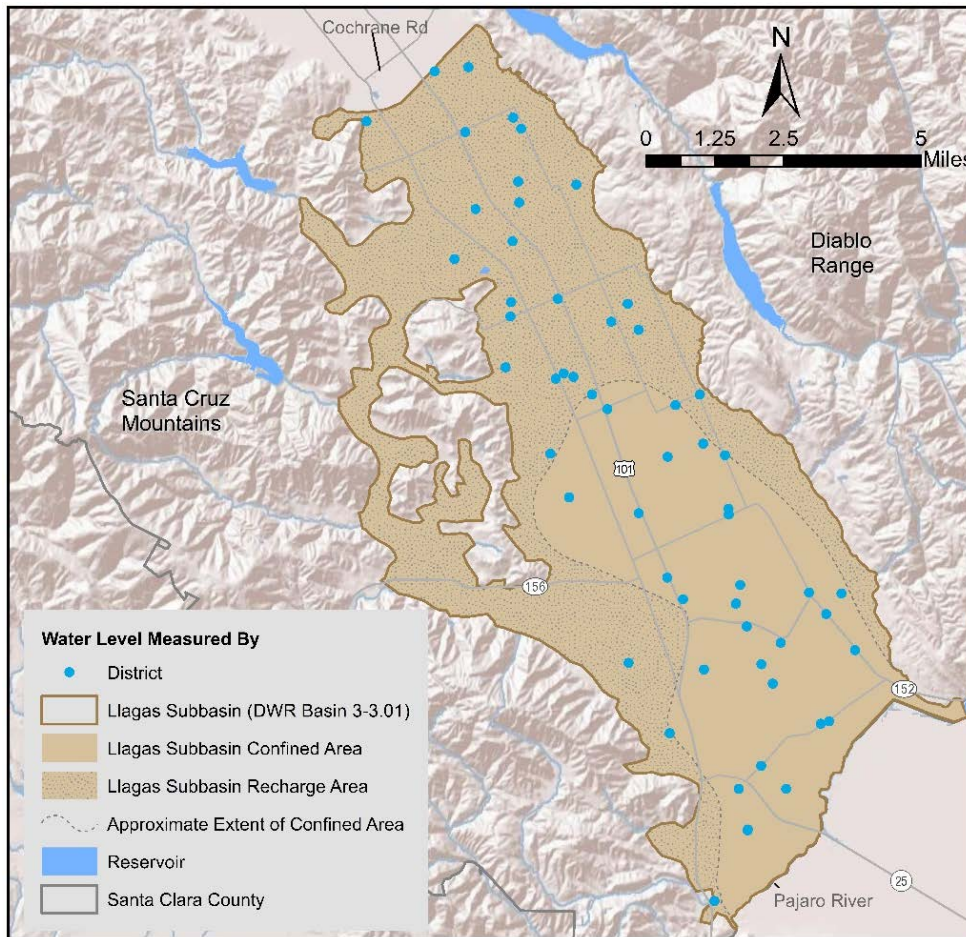 Cochrane Rd
N
0 1.25 2.5 5
Miles
Diablo
Range
Santa Cruz
Mountains
101
156
152
25
Pajaro River
Water Level Measured By
District
Llagas Subbasin (DWR Basin 3-3.01)
Llagas Subbasin Confined Area
Llagas Subbasin Recharge Area
Approximate Extent of Confined Area
Reservoir
Santa Clara County